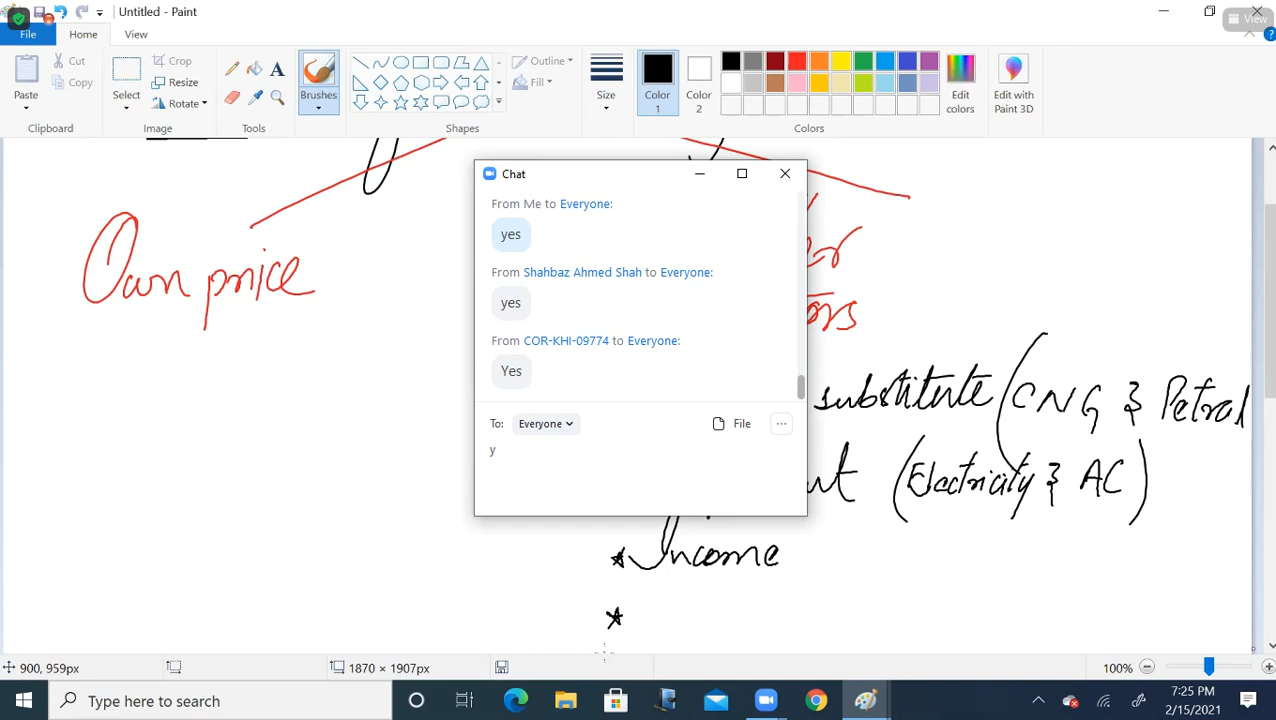 Untitled - Paint
View
File
Home
View
Paste
Cut
Copy
Clipboard
Select
Crop
Resize
Rotate
Image
Tools
Brushes
Shapes
Outline
Fill
Size
Color
1
Color
2
Edit
colors
Colors
Edit with
Paint 3D
Own price
Chat
From Me to Everyone:
yes
From Shahbaz Ahmed Shah to Everyone:
yes
From COR-KHI-09774 to Everyone:
Yes
To: Everyone
File
y
substitute (CNG & Petrol
(Electricity & AC)
* Income
*
900, 959px
1870 × 1907px
100%
Type here to search
7:25 PM
2/15/2021